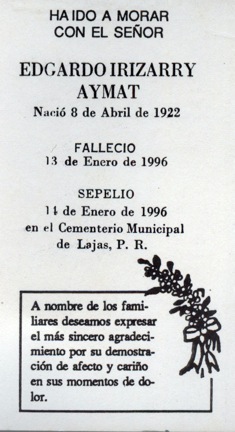 HA IDO A MORAR
CON EL SEÑOR
EDGARDO IRIZARRY
AYMAT
Nació 8 de Abril de 1922
FALLECIO
13 de Enero de 1996
SEPELIO
14 de Enero de 1996
en el Cementerio Municipal
de Lajas, P. R.
A nombre de los fami-
liares deseamos expresar
el más sincero agradeci-
miento por su demostra-
ción de afecto y cariño
en sus momentos de do-
lor.